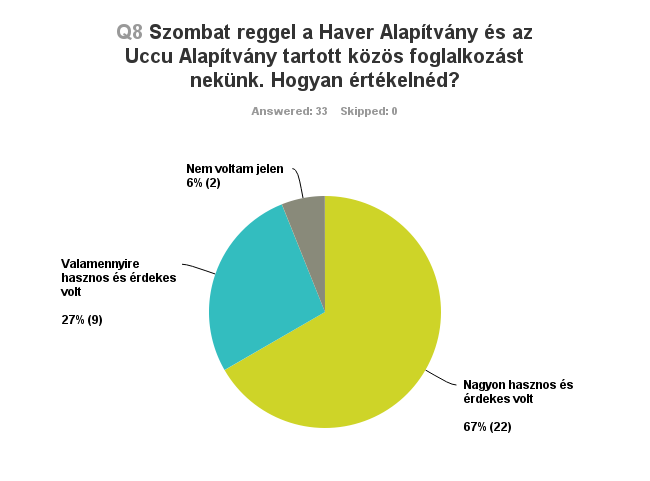 Q8 Szombat reggel a Haver Alapítvány és az
Uccu Alapítvány tartott közös foglalkozást
nekünk. Hogyan értékelnéd?
Answered: 33 Skipped: 0
Nem voltam jelen
6% (2)
Valamennyire
hasznos és érdekes
volt
27% (9)
Nagyon hasznos és
érdekes volt
67% (22)